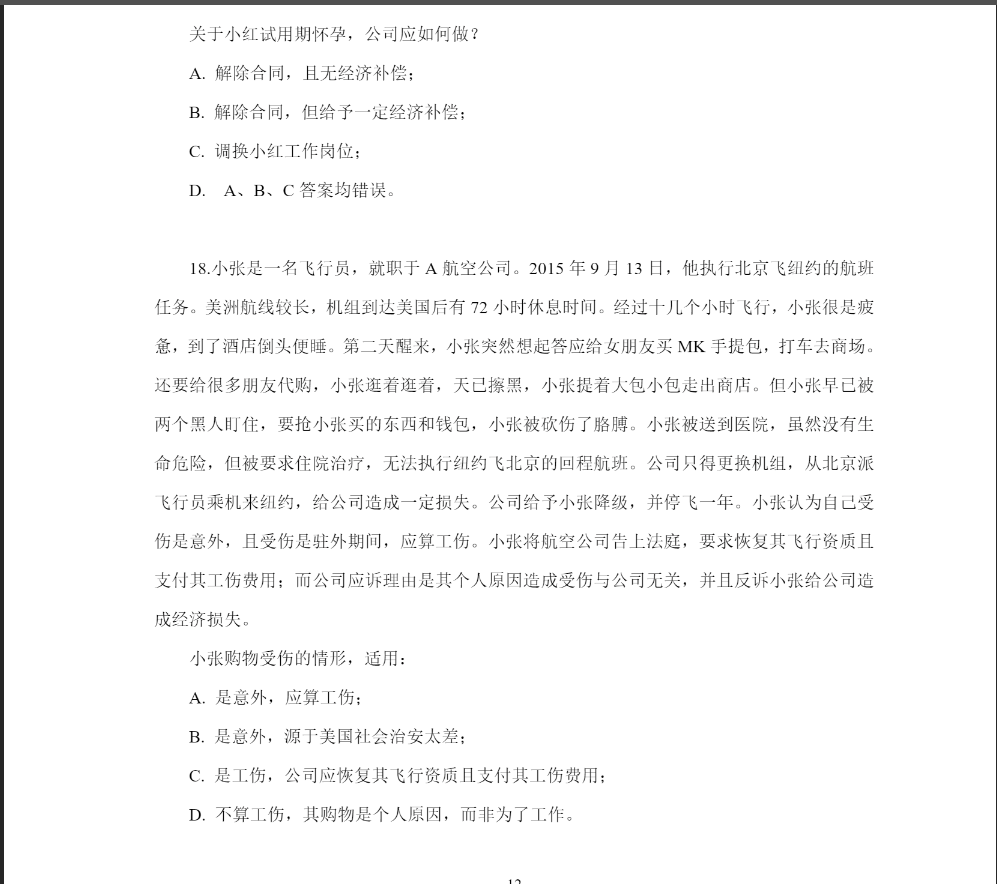 关于小红试用期怀孕，公司应如何做？
A. 解除合同，且无经济补偿；
B. 解除合同，但给予一定经济补偿；
C. 调换小红工作岗位；
D. A、B、C 答案均错误。
18.小张是一名飞行员，就职于 A 航空公司。2015 年 9 月 13 日，他执行北京飞纽约的航班
任务。美洲航线较长，机组到达美国后有 72 小时休息时间。经过十几个小时飞行，小张很是疲
惫，到了酒店倒头便睡。第二天醒来，小张突然想起答应给女朋友买 MK 手提包，打车去商场。
还要给很多朋友代购，小张逛着逛着，天已擦黑，小张提着大包小包走出商店。但小张早已被
两个黑人盯住，要抢小张买的东西和钱包，小张被砍伤了胳膊。小张被送到医院，虽然没有生
命危险，但被要求住院治疗，无法执行纽约飞北京的回程航班。公司只得更换机组，从北京派
飞行员乘机来纽约，给公司造成一定损失。公司给予小张降级，并停飞一年。小张认为自己受
伤是意外，且受伤是驻外期间，应算工伤。小张将航空公司告上法庭，要求恢复其飞行资质且
支付其工伤费用；而公司应诉理由是其个人原因造成受伤与公司无关，并且反诉小张给公司造
成经济损失。
小张购物受伤的情形，适用：
A. 是意外，应算工伤；
B. 是意外，源于美国社会治安太差；
C. 是工伤，公司应恢复其飞行资质且支付其工伤费用；
D. 不算工伤，其购物是个人原因，而非为了工作。